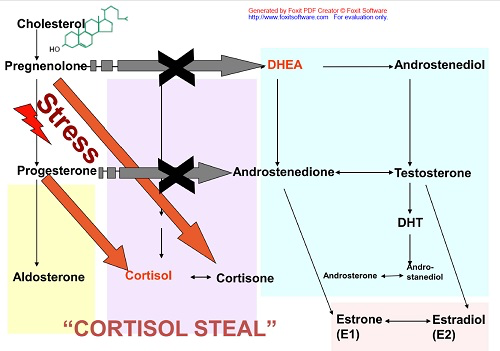 Generated by Foxit PDF Creator © Foxit Software
http://www.foxitsoftware.com For evaluation only.
Cholesterol
HO
Pregnenolone
DHEA
Androstenediol
Stress
Progesterone
Androstenedione
Testosterone
DHT
Aldosterone
Cortisol
Cortisone
Androsterone
Andro-
stanediol
Estrone
(E1)
Estradiol
(E2)
“CORTISOL STEAL”